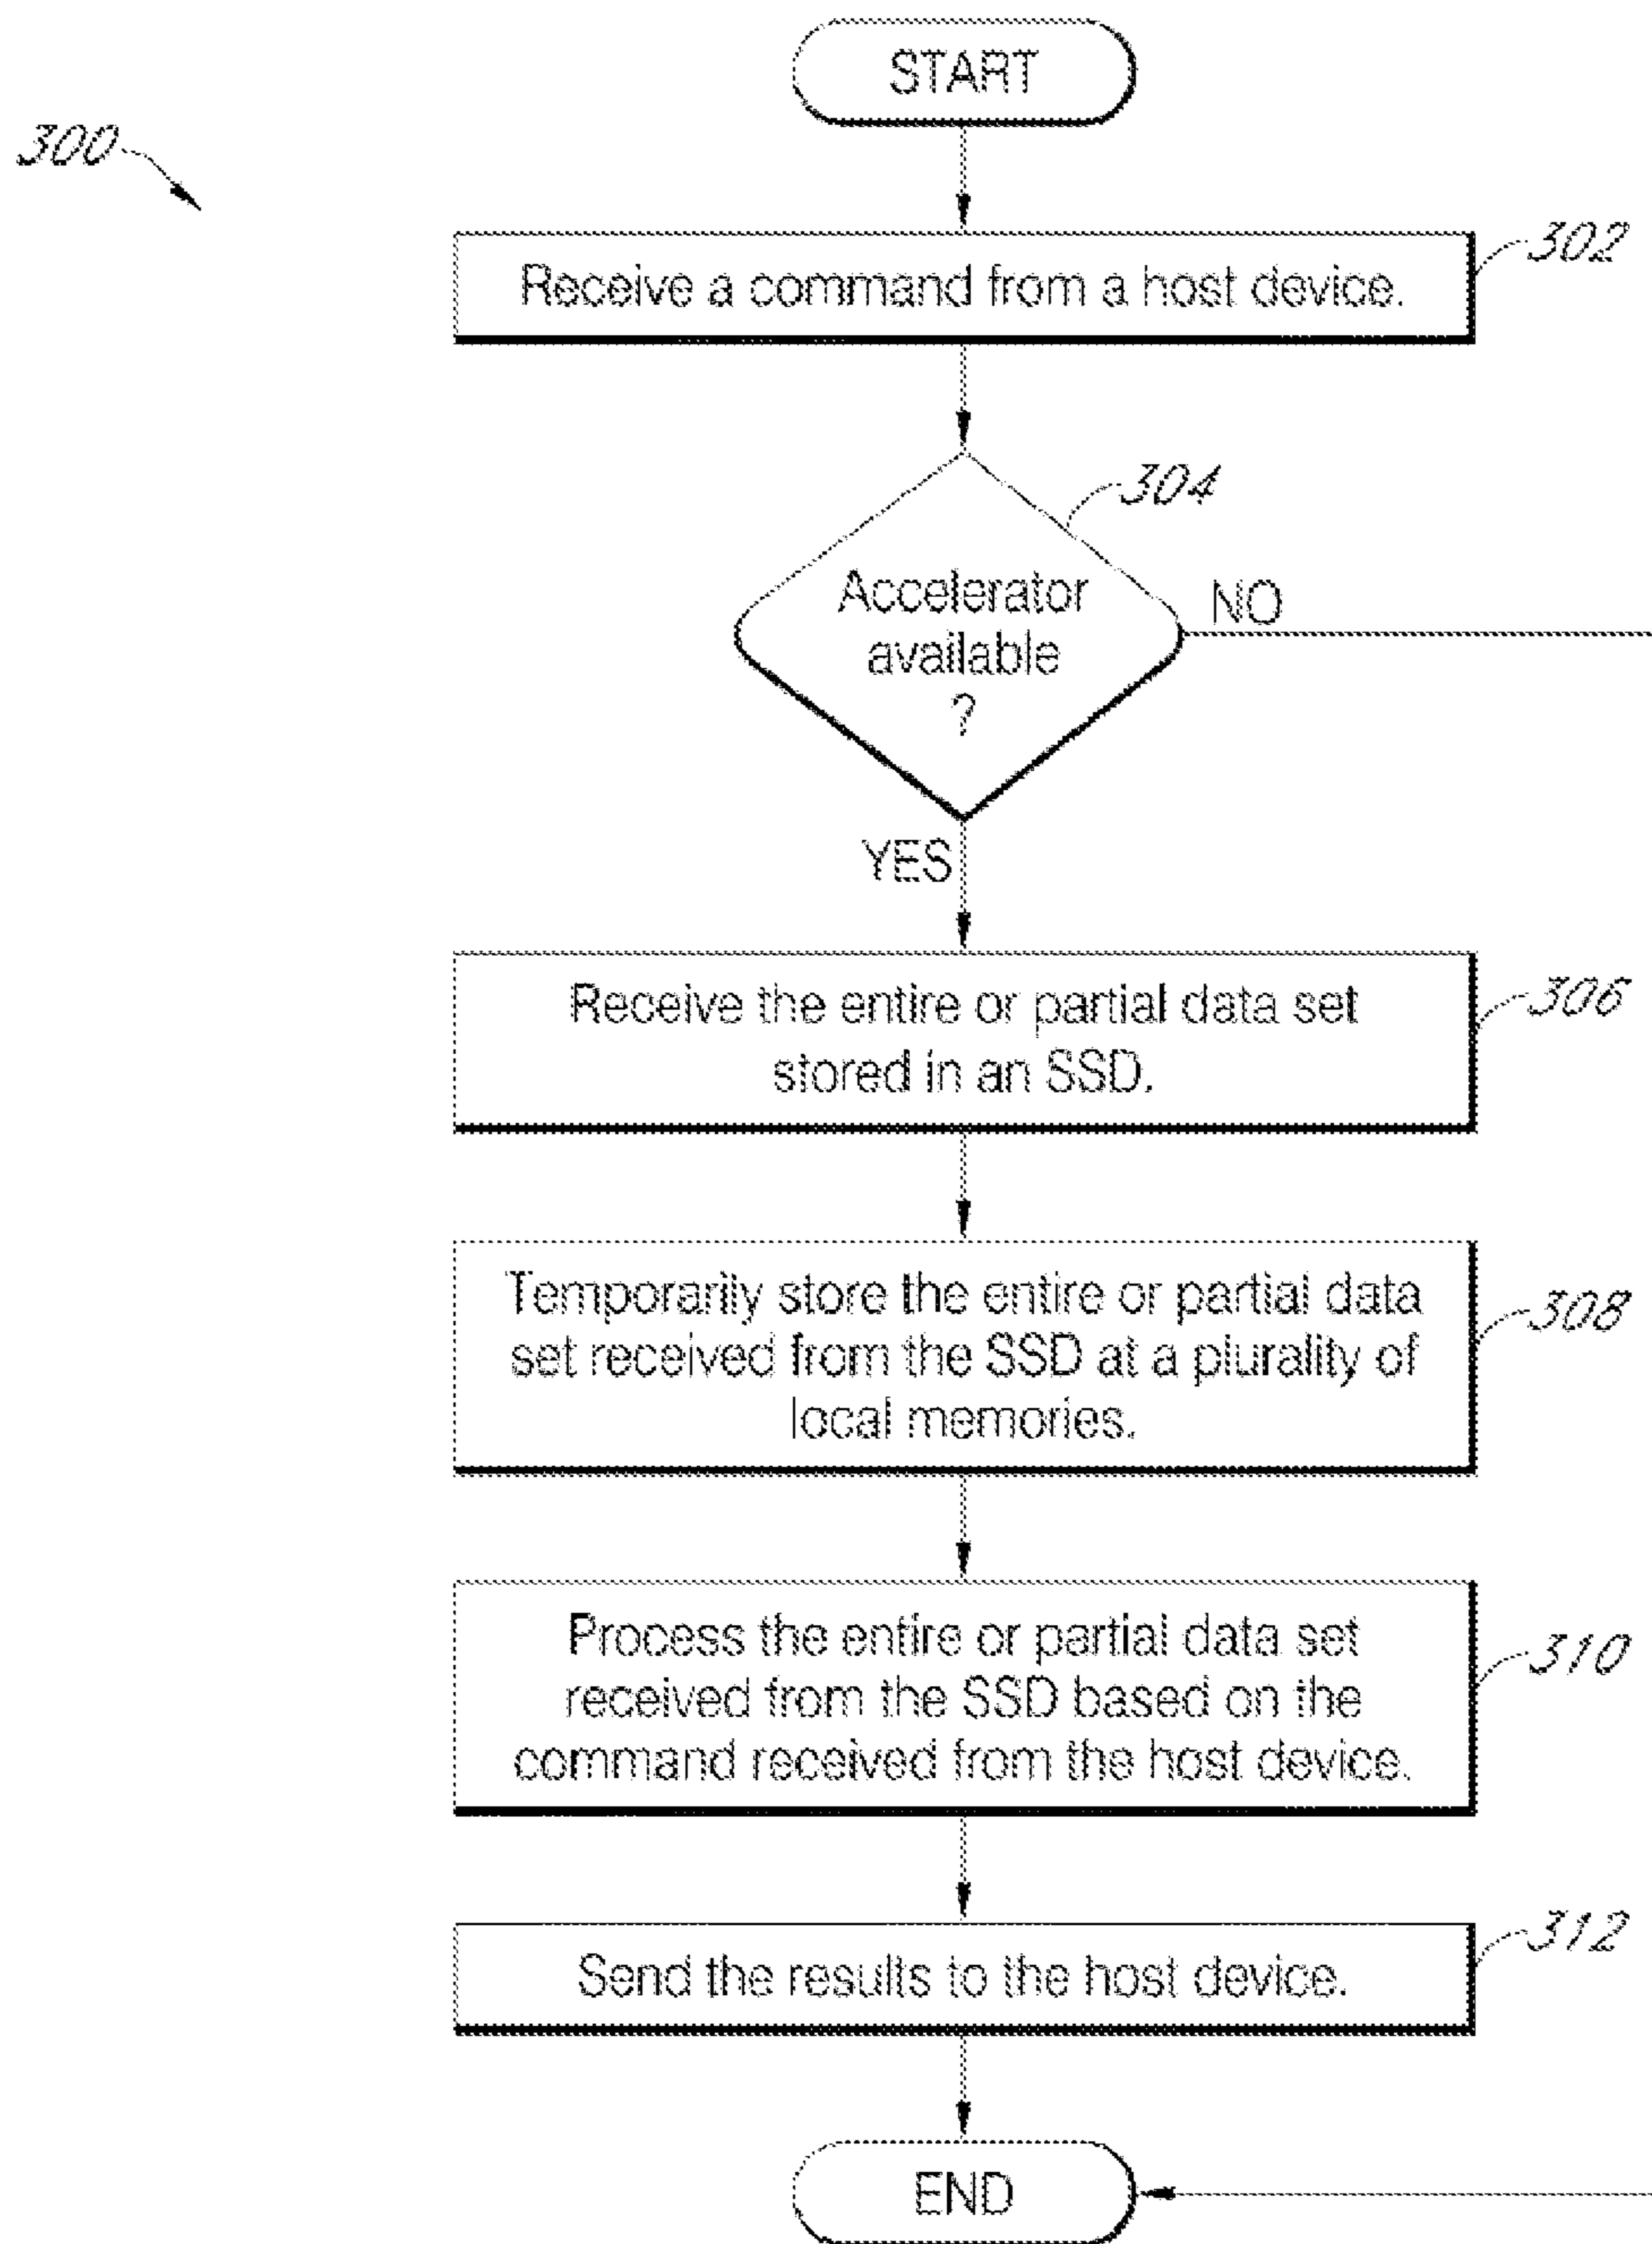 START
300
302
Receive a command from a host device.
304
Accelerator
available
?
NO
YES
306
Receive the entire or partial data set
stored in an SSD.
308
Temporarily store the entire or partial data
set received from the SSD at a plurality of
local memories.
310
Process the entire or partial data set
received from the SSD based on the
command received from the host device.
312
Send the results to the host device.
END